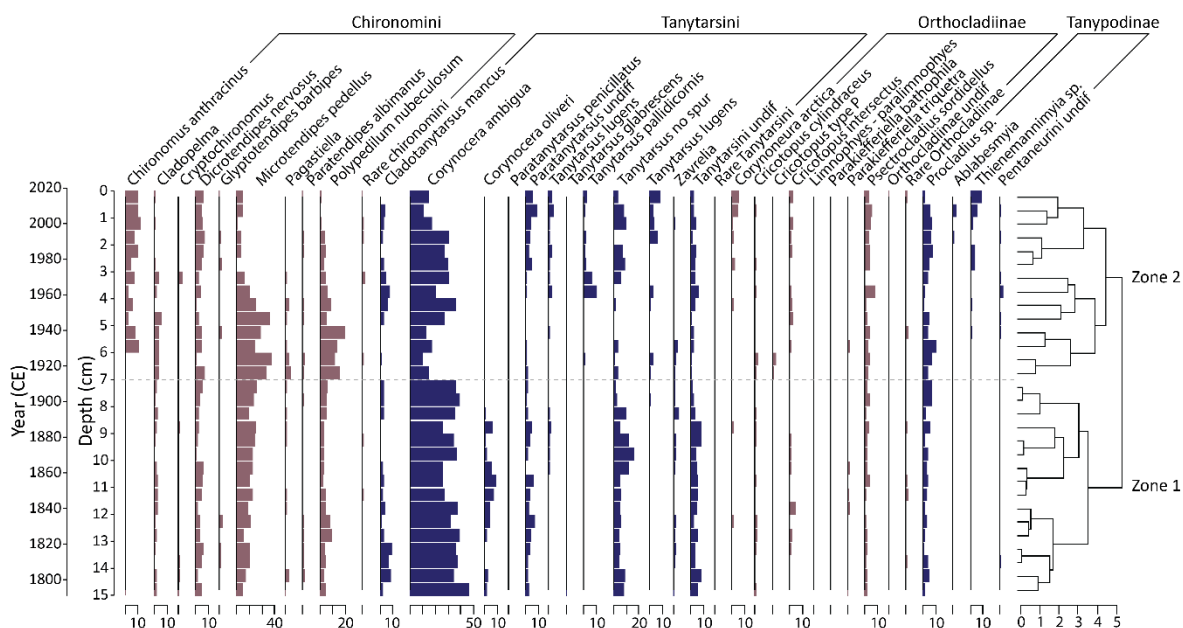 Chironomini
Tanytarsini
Orthocladiinae
Tanypodinae
Chironomus anthracinus
Cladopelma
Cryptochironomus
Dicrotendipes nervosus
Glyptotendipes barbipes
Microtendipes pedellus
Pagastiella
Paratendipes albimanus
Polypedilum nubeculosum
Rare chironomini
Cladotanytarsus mancus
Corynocera ambigua
Corynocera oliveri
Paratanytarsus penicillatus
Paratanytarsus undiff
Tanytarsus lugens
Tanytarsus glabrescens
Tanytarsus pallidicornis
Tanytarsus no spur
Tanytarsus lugens
Zavrelia
Tanytarsini undiff
Rare Tanytarsini
Corynoneura arctica
Cricotopus cylindraceus
Cricotopus type P
Cricotopus intersectus
Limnophyes - paralimnophyes
Parakiefferiella bathophila
Parakiefferiella triquetra
Psectrocladius sordidellus
Orthocladiinae undiff
Rare Orthocladiinae
Procladius sp.
Ablabesmyia
Thienemannimyia sp.
Pentaneurini undiff
Year (CE)
2020
2000
1980
1960
1940
1920
1900
1880
1860
1840
1820
1800
Depth (cm)
0
1
2
3
4
5
6
7
8
9
10
11
12
13
14
15
Zone 2
Zone 1
10 10 10 40 20 10 50 10 10 10 20 10 10 10 10 10 10 10 0 1 2 3 4 5